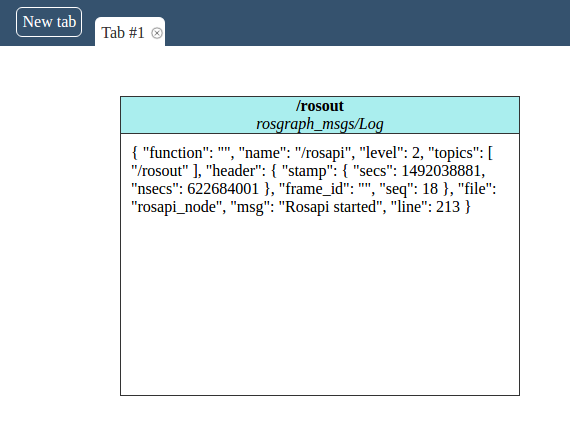 New tab
Tab #1
/rosout
rosgraph_msgs/Log
{ "function": "", "name": "/rosapi", "level": 2, "topics": [
"/rosout" ], "header": { "stamp": { "secs": 1492038881,
"nsecs": 622684001 }, "frame_id": "", "seq": 18 }, "file":
"rosapi_node", "msg": "Rosapi started", "line": 213 }